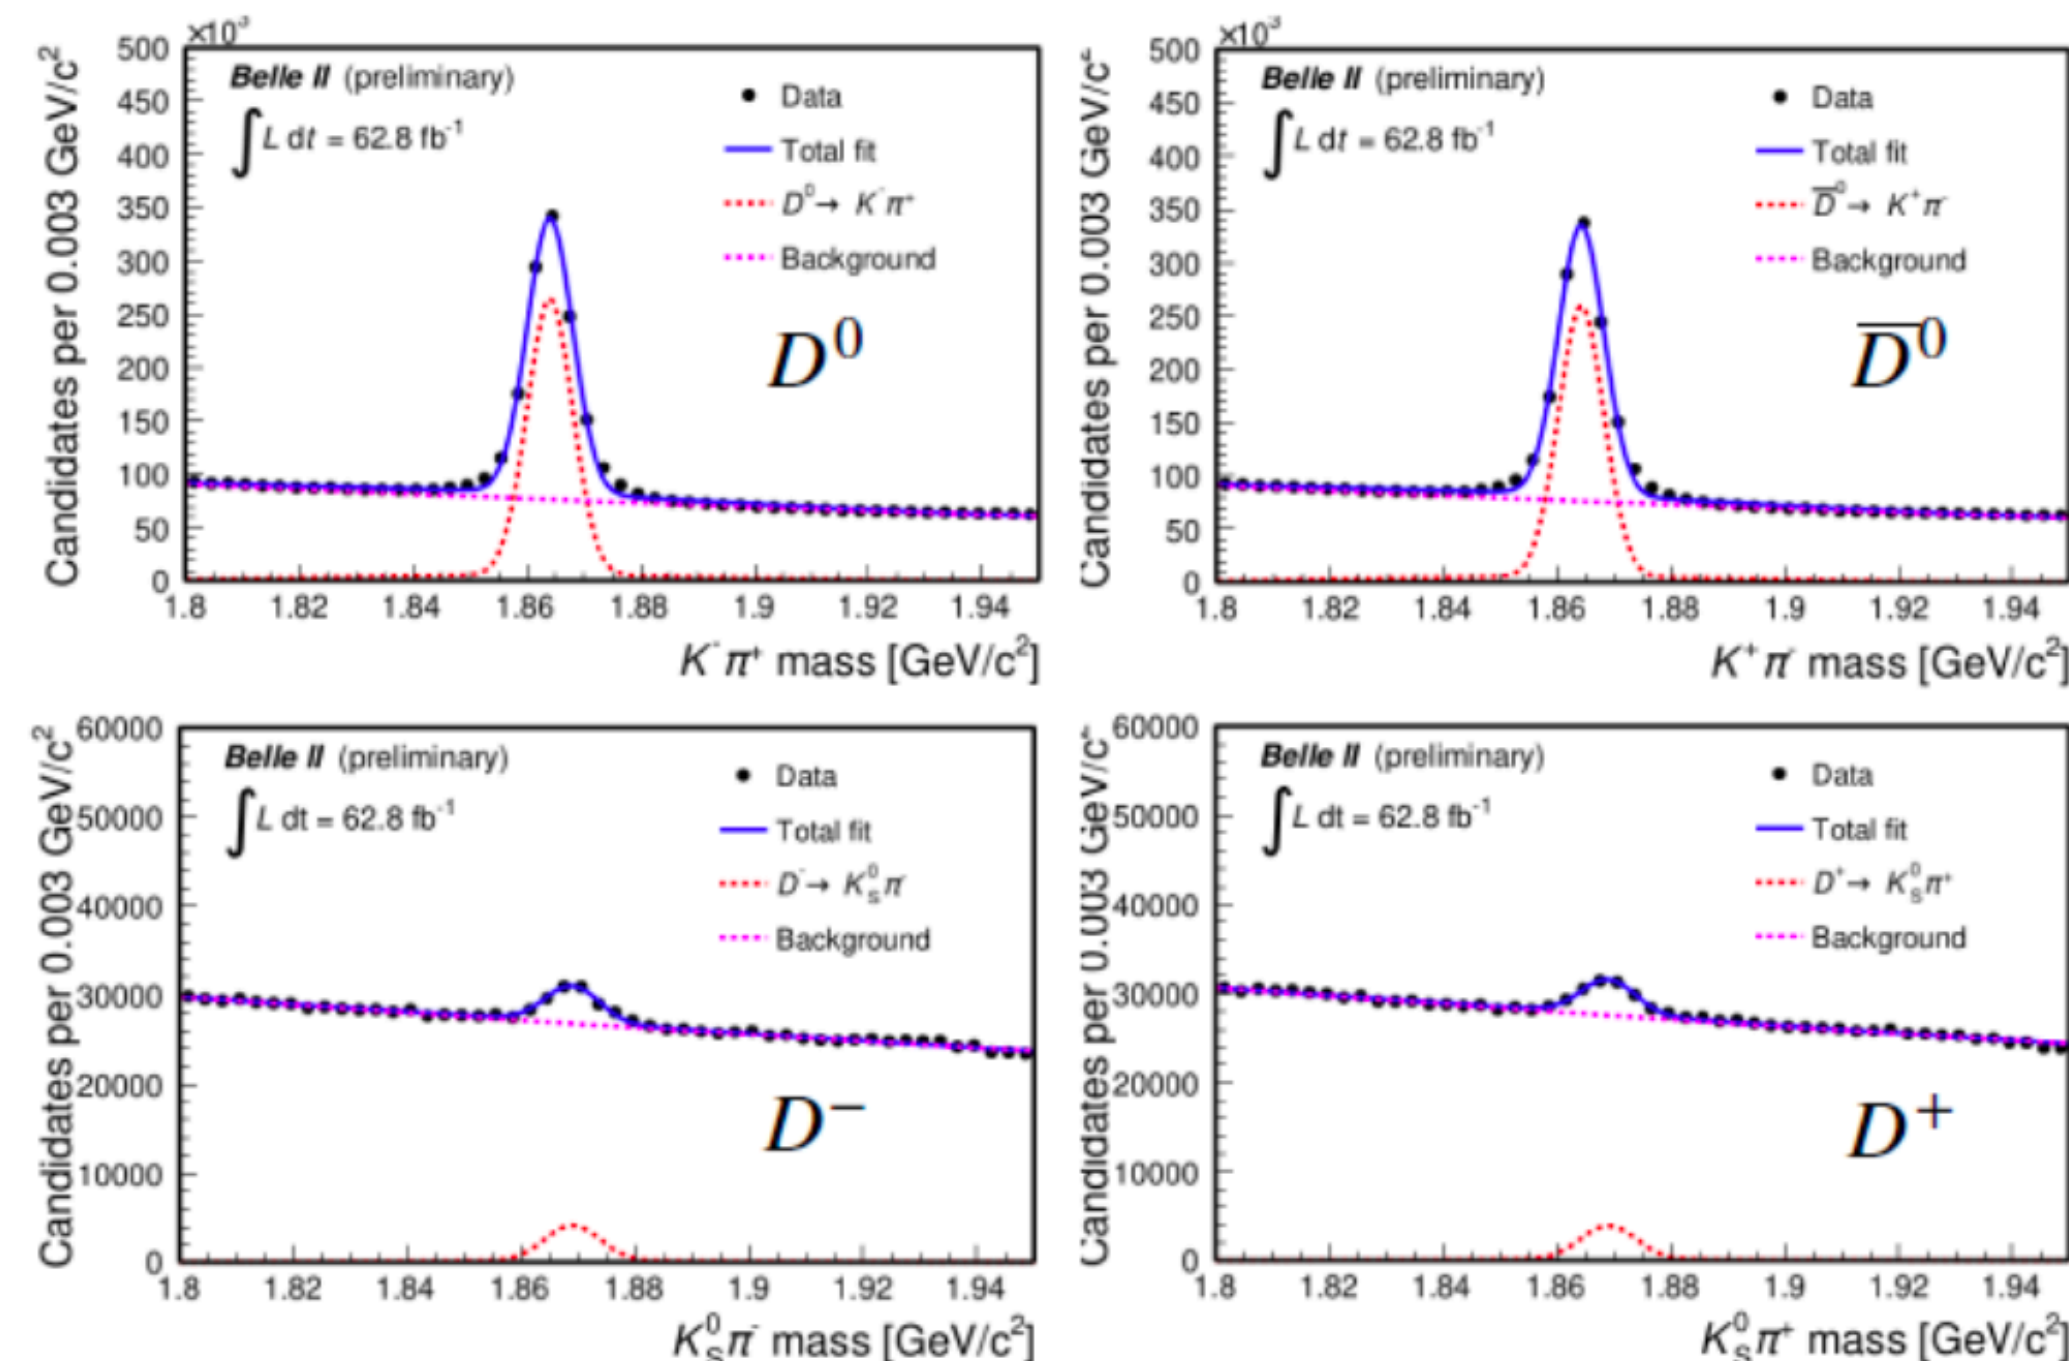 ×10³
Candidates per 0.003 GeV/c²
500
450
400
350
300
250
200
150
100
50
0
Belle II (preliminary)
∫ L dt = 62.8 fb⁻¹
Data
Total fit
D⁰→ K⁻π⁺
Background
D⁰
1.8 1.82 1.84 1.86 1.88 1.9 1.92 1.94
K⁻π⁺ mass [GeV/c²]
×10³
Candidates per 0.003 GeV/c²
500
450
400
350
300
250
200
150
100
50
0
Belle II (preliminary)
∫ L dt = 62.8 fb⁻¹
Data
Total fit
D̅⁰→ K⁺π⁻
Background
D̅⁰
1.8 1.82 1.84 1.86 1.88 1.9 1.92 1.94
K⁺π⁻ mass [GeV/c²]
Candidates per 0.003 GeV/c²
60000
50000
40000
30000
20000
10000
0
Belle II (preliminary)
∫ L dt = 62.8 fb⁻¹
Data
Total fit
D⁻→ K_S⁰π⁻
Background
D⁻
1.8 1.82 1.84 1.86 1.88 1.9 1.92 1.94
K_S⁰π⁻ mass [GeV/c²]
Candidates per 0.003 GeV/c²
60000
50000
40000
30000
20000
10000
0
Belle II (preliminary)
∫ L dt = 62.8 fb⁻¹
Data
Total fit
D⁺→ K_S⁰π⁺
Background
D⁺
1.8 1.82 1.84 1.86 1.88 1.9 1.92 1.94
K_S⁰π⁺ mass [GeV/c²]